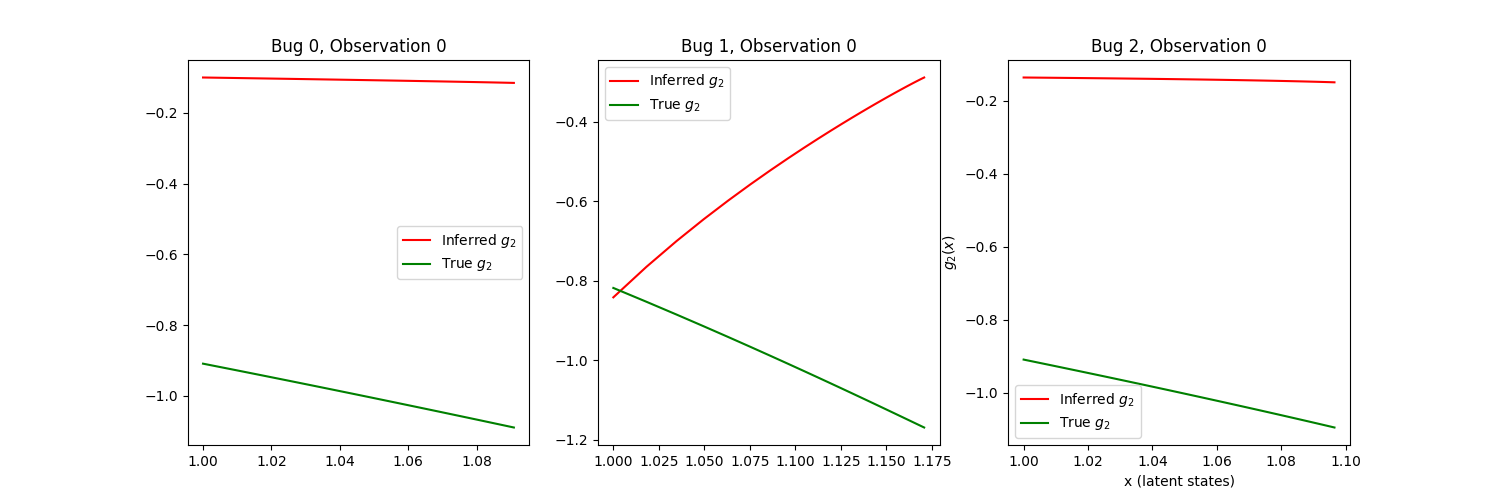 Bug 0, Observation 0
−0.2
−0.4
−0.6
−0.8
−1.0
Inferred g₂
True g₂
1.00 1.02 1.04 1.06 1.08
Bug 1, Observation 0
Inferred g₂
True g₂
−0.4
−0.6
−0.8
−1.0
−1.2
1.000 1.025 1.050 1.075 1.100 1.125 1.150 1.175
Bug 2, Observation 0
g₂(x)
−0.2
−0.4
−0.6
−0.8
−1.0
Inferred g₂
True g₂
1.00 1.02 1.04 1.06 1.08 1.10
x (latent states)